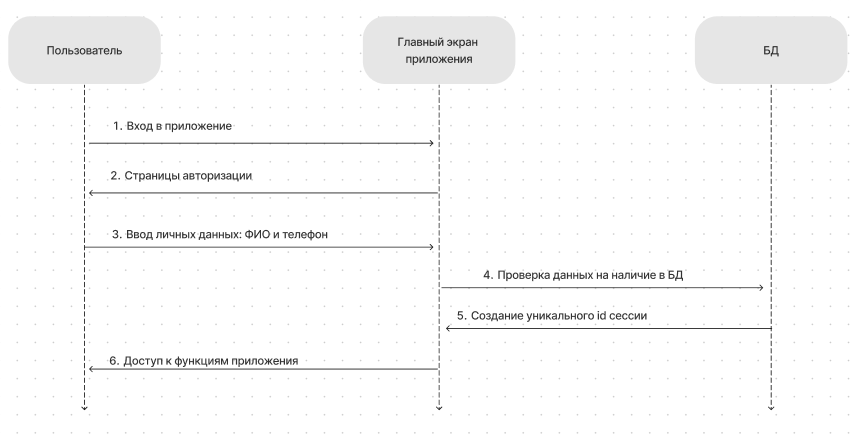 Пользователь
Главный экран
приложения
БД
1. Вход в приложение
2. Страницы авторизации
3. Ввод личных данных: ФИО и телефон
4. Проверка данных на наличие в БД
5. Создание уникального id сессии
6. Доступ к функциям приложения